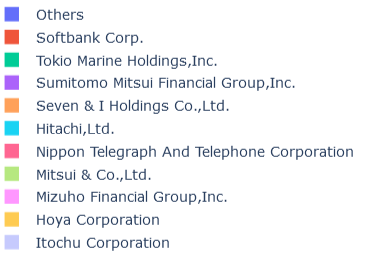 Others
Softbank Corp.
Tokio Marine Holdings,Inc.
Sumitomo Mitsui Financial Group,Inc.
Seven & I Holdings Co.,Ltd.
Hitachi,Ltd.
Nippon Telegraph And Telephone Corporation
Mitsui & Co.,Ltd.
Mizuho Financial Group,Inc.
Hoya Corporation
Itochu Corporation